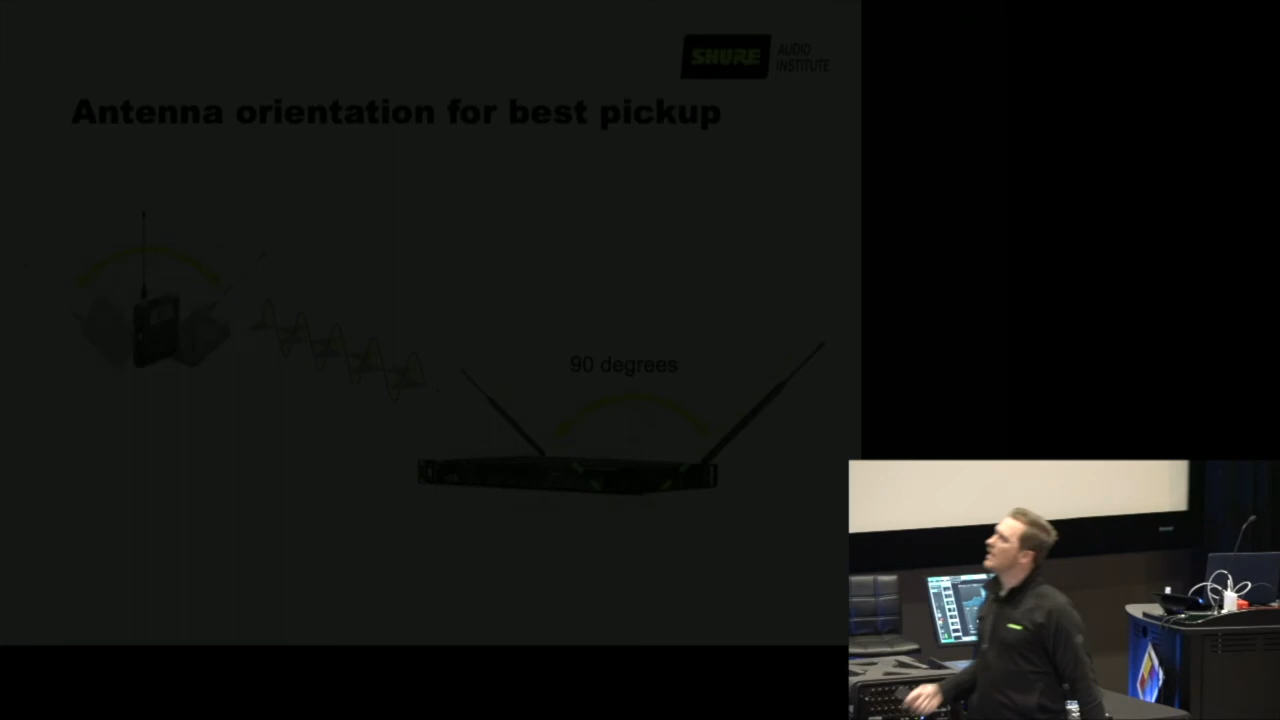 SHURE
AUDIO
INSTITUTE
Antenna orientation for best pickup
90 degrees